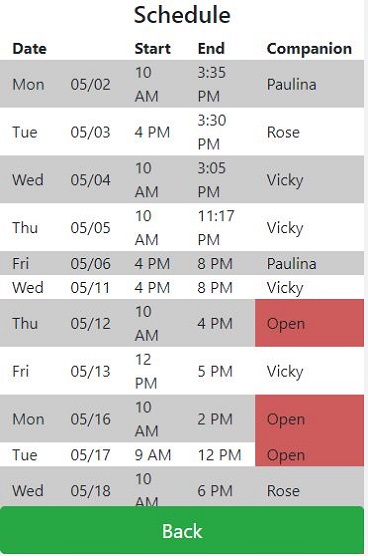 Schedule
Date Start End Companion
Mon 05/02 10 AM 3:35 PM Paulina
Tue 05/03 4 PM 3:30 PM Rose
Wed 05/04 10 AM 3:05 PM Vicky
Thu 05/05 10 AM 11:17 PM Vicky
Fri 05/06 4 PM 8 PM Paulina
Wed 05/11 4 PM 8 PM Vicky
Thu 05/12 10 AM 4 PM Open
Fri 05/13 12 PM 5 PM Vicky
Mon 05/16 10 AM 2 PM Open
Tue 05/17 9 AM 12 PM Open
Wed 05/18 10 AM 6 PM Rose
Back